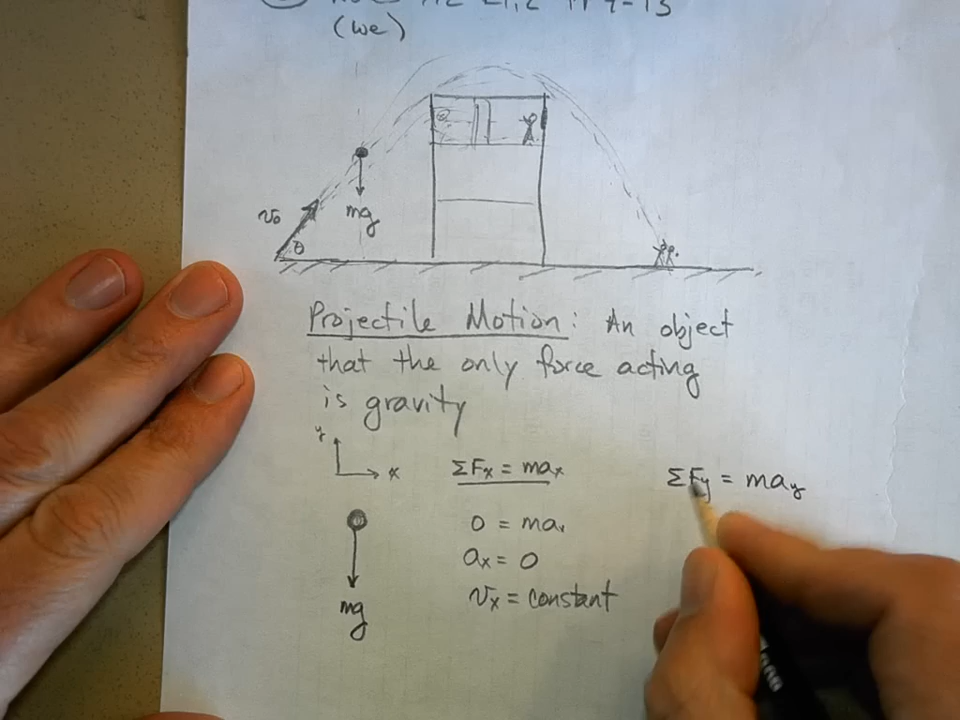 (we)
v₀
θ
mg
Projectile Motion: An object
that the only force acting
is gravity
y
x
ΣFₓ = maₓ
ΣFy = may
0 = maₓ
aₓ = 0
vₓ = constant
mg